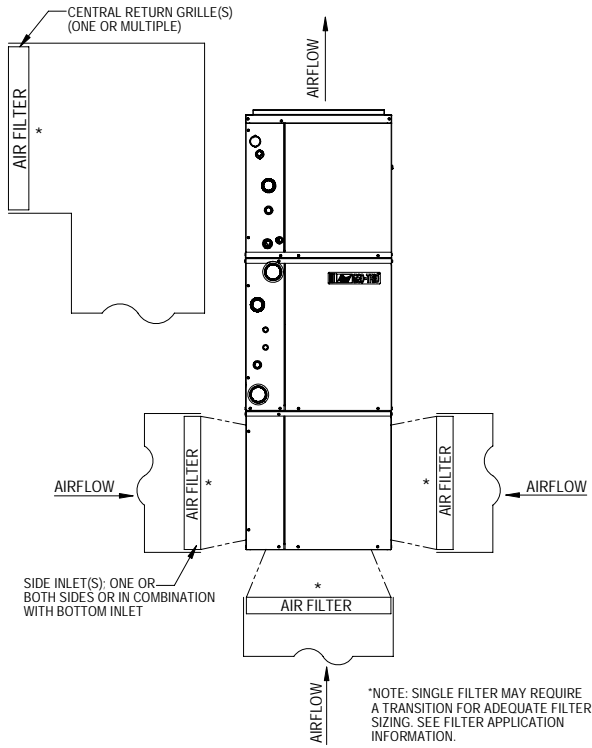 CENTRAL RETURN GRILLE(S)
(ONE OR MULTIPLE)
AIRFLOW
AIR FILTER
*
AIRFLOW
AIR FILTER
*
*
AIR FILTER
AIRFLOW
SIDE INLET(S); ONE OR
BOTH SIDES OR IN COMBINATION
WITH BOTTOM INLET
*
AIR FILTER
AIRFLOW
*NOTE: SINGLE FILTER MAY REQUIRE
A TRANSITION FOR ADEQUATE FILTER
SIZING. SEE FILTER APPLICATION
INFORMATION.